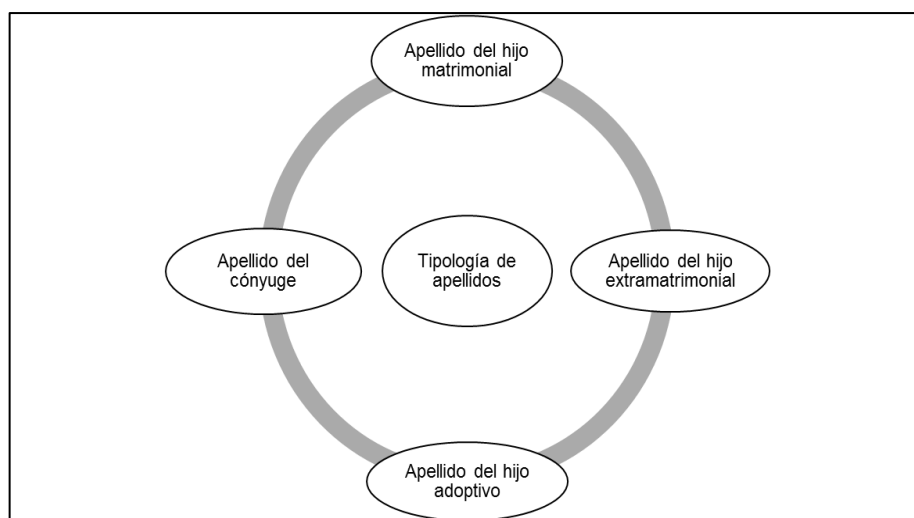 Apellido del hijo
matrimonial
Apellido del
cónyuge
Tipología de
apellidos
Apellido del hijo
extramatrimonial
Apellido del hijo
adoptivo